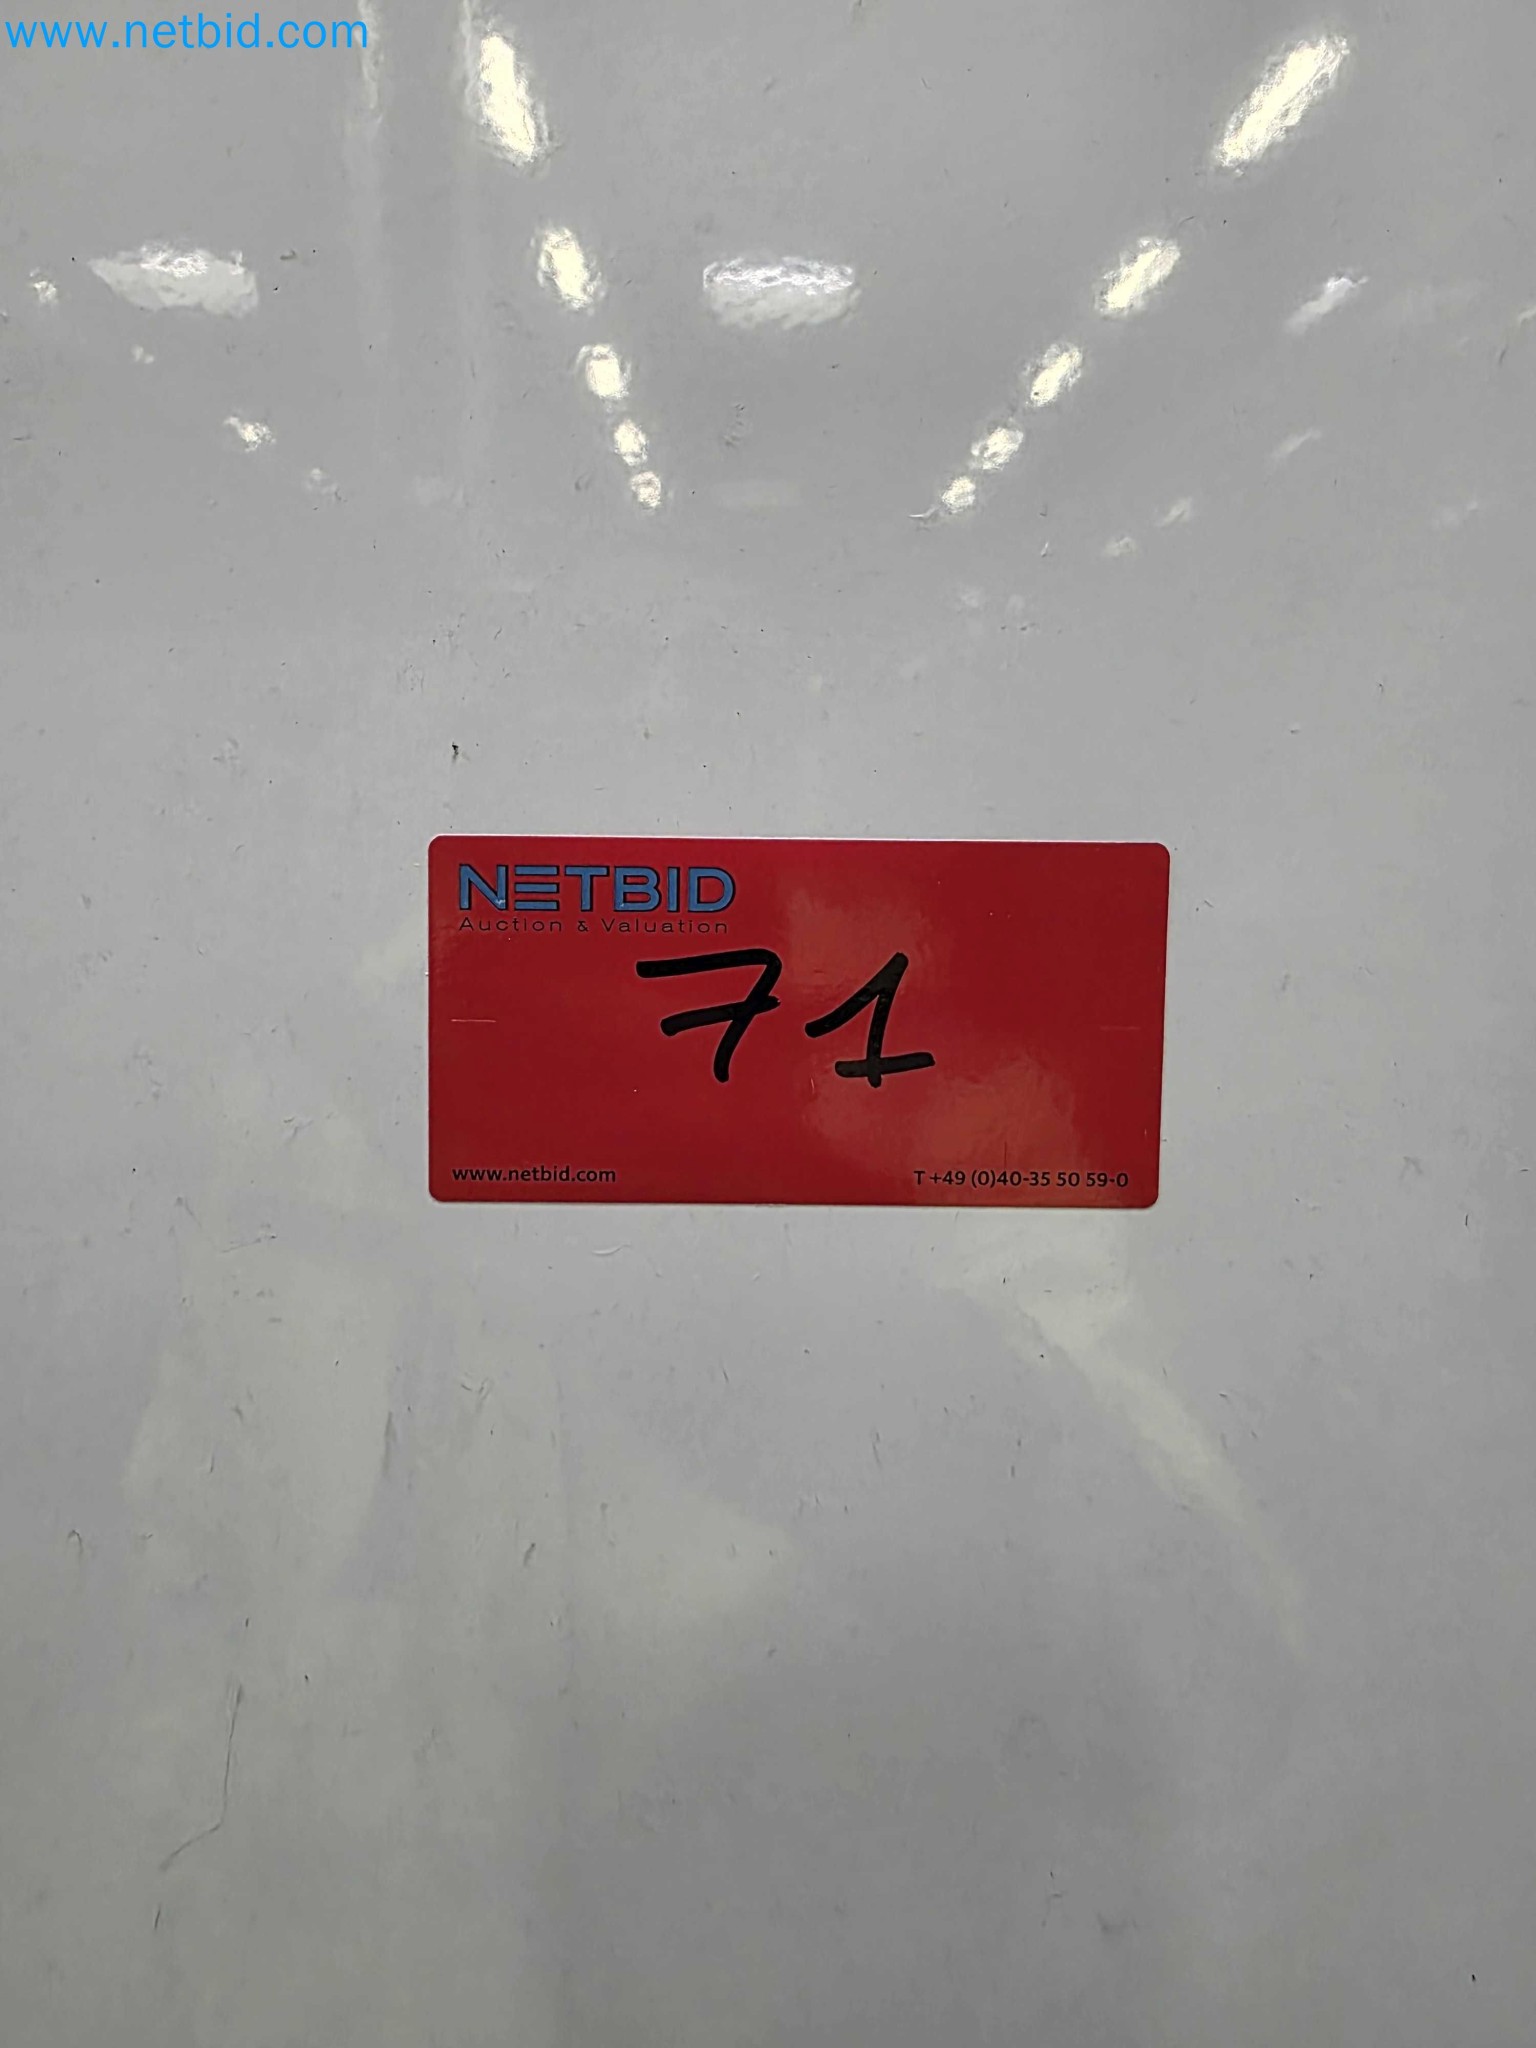 www.netbid.com
NETBID
Auction & Valuation
71
www.netbid.com
T +49 (0)40-35 50 59-0